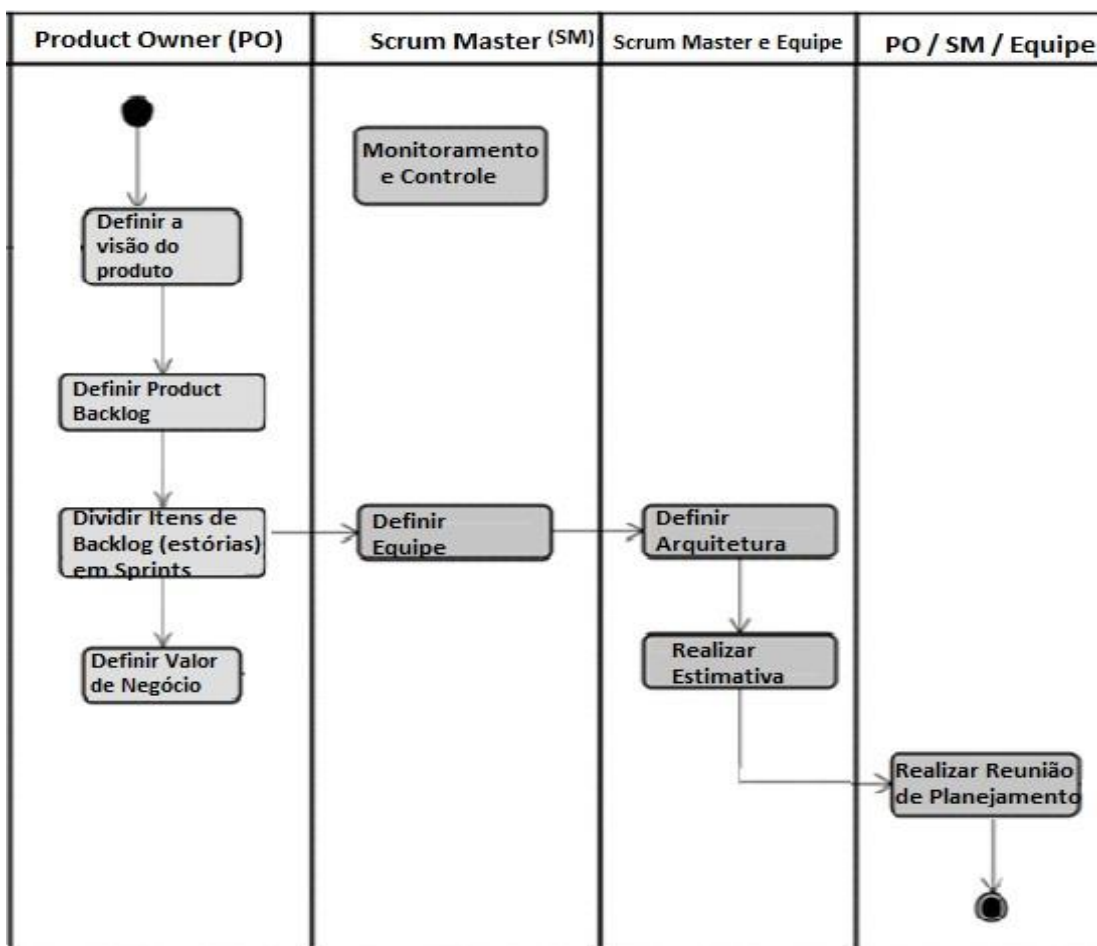 Product Owner (PO)
Scrum Master (SM)
Scrum Master e Equipe
PO / SM / Equipe
Monitoramento
e Controle
Definir a
visão do
produto
Definir Product
Backlog
Dividir Itens de
Backlog (estórias)
em Sprints
Definir
Equipe
Definir
Arquitetura
Definir Valor
de Negócio
Realizar
Estimativa
Realizar Reunião
de Planejamento